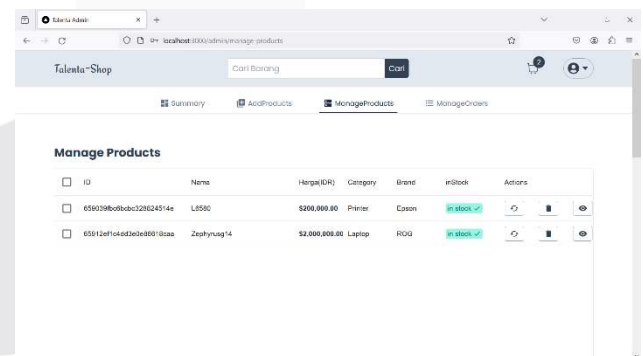 Talenta Admin
localhost:3000/admin/manage-products
Talenta-Shop
Cari Barang
Cari
2
Summary
AddProducts
ManageProducts
ManageOrders
Manage Products
ID Name Harga(IDR) Category Brand inStock Actions
L6580 $200,000.00 Printer Epson in stock
Zephyrusg14 $2,000,000.00 Laptop ROG in stock